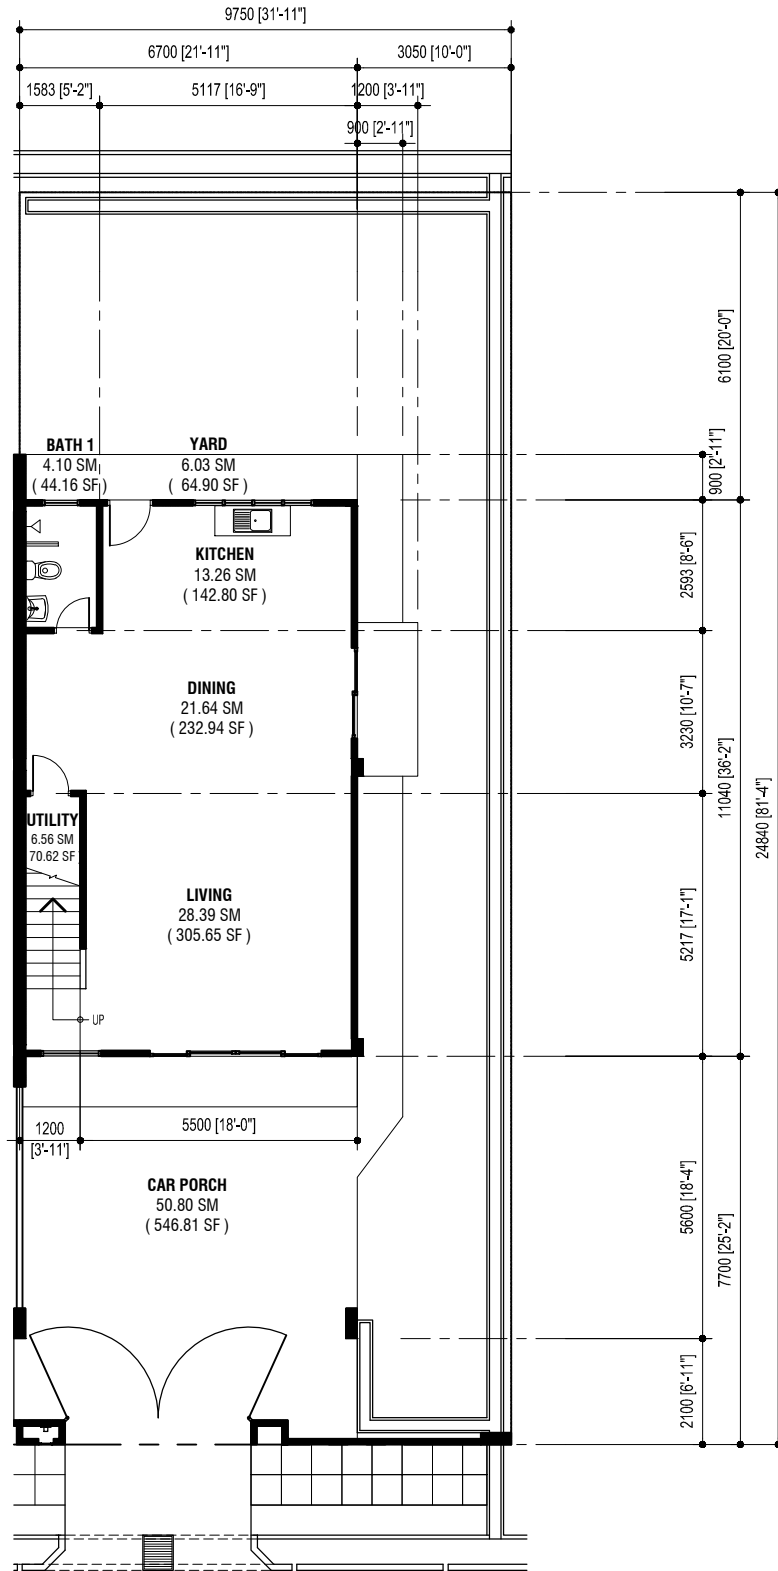 9750 [31'-11"]
6700 [21'-11"]
3050 [10'-0"]
1583 [5'-2"]
5117 [16'-9"]
1200 [3'-11"]
900 [2'-11"]
6100 [20'-0"]
900 [2'-11"]
BATH 1
4.10 SM
( 44.16 SF )
YARD
6.03 SM
( 64.90 SF )
KITCHEN
13.26 SM
( 142.80 SF )
2593 [8'-6"]
DINING
21.64 SM
( 232.94 SF )
3230 [10'-7"]
11040 [36'-2"]
24840 [81'-4"]
UTILITY
6.56 SM
70.62 SF
LIVING
28.39 SM
( 305.65 SF )
5217 [17'-1"]
UP
1200
[3'-11']
5500 [18'-0"]
CAR PORCH
50.80 SM
( 546.81 SF )
5600 [18'-4"]
7700 [25'-2"]
2100 [6'-11"]